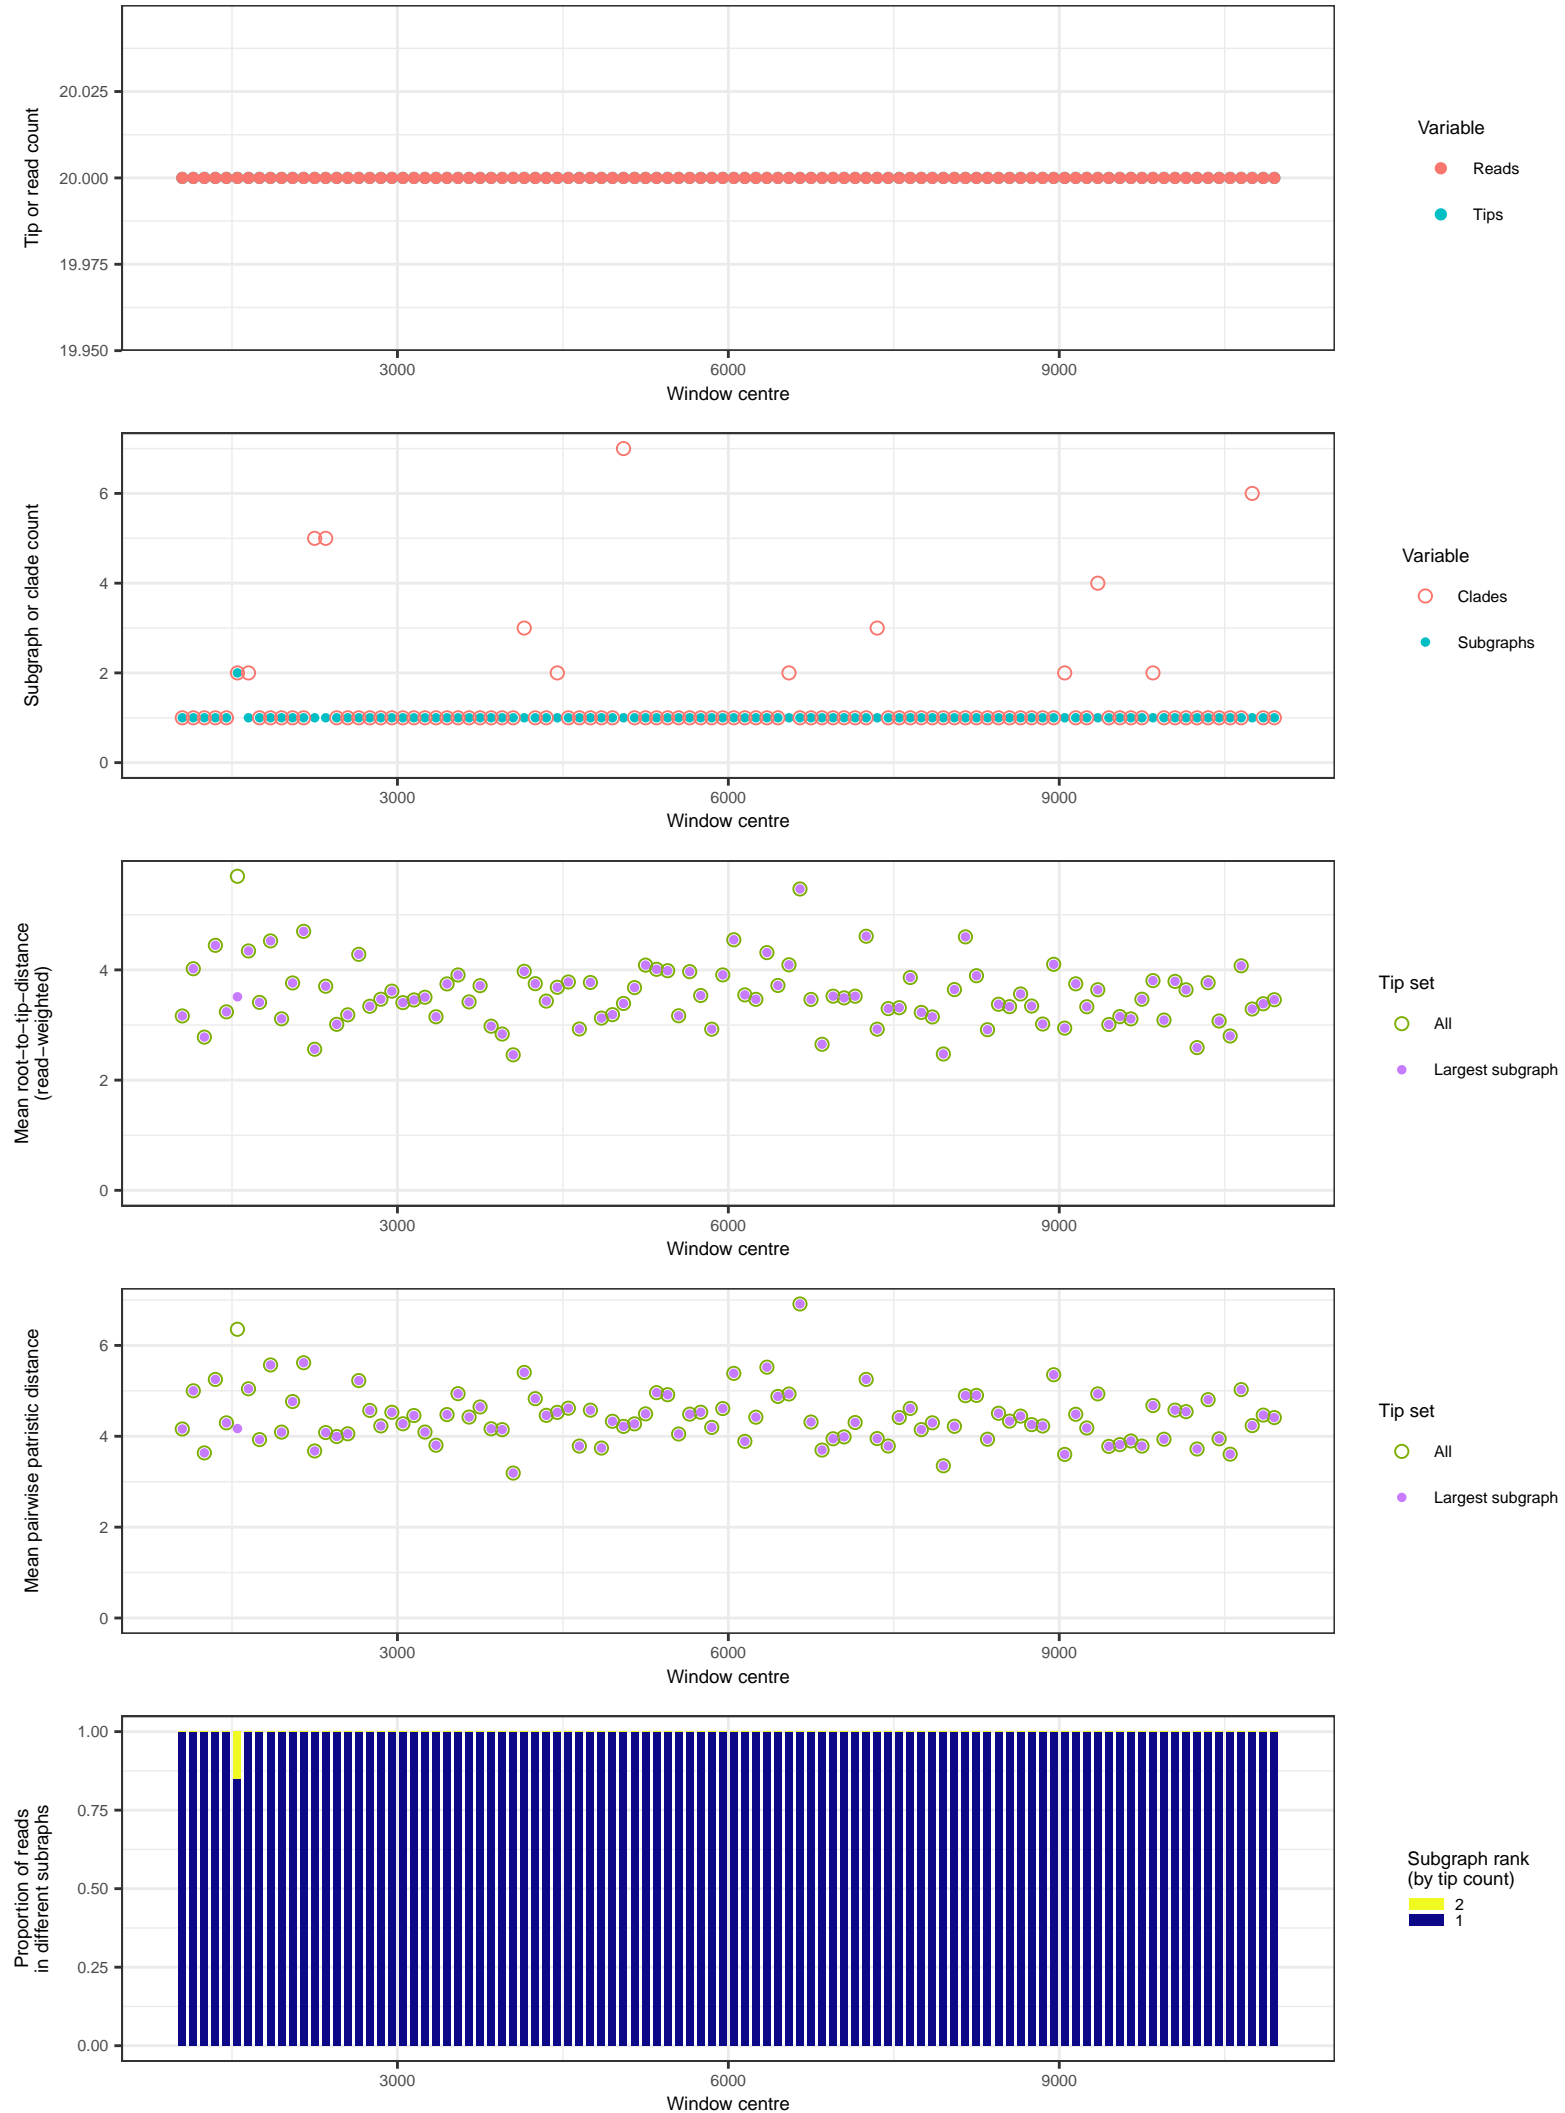 20.025
20.000
19.975
19.950
Tip or read count
3000
6000
9000
Window centre
Variable
Reads
Tips
6
4
2
0
Subgraph or clade count
3000
6000
9000
Window centre
Variable
Clades
Subgraphs
4
2
0
Mean root−to−tip−distance
(read−weighted)
3000
6000
9000
Window centre
Tip set
All
Largest subgraph
6
4
2
0
Mean pairwise patristic distance
3000
6000
9000
Window centre
Tip set
All
Largest subgraph
1.00
0.75
0.50
0.25
0.00
Proportion of reads
in different subraphs
3000
6000
9000
Window centre
Subgraph rank
(by tip count)
2
1